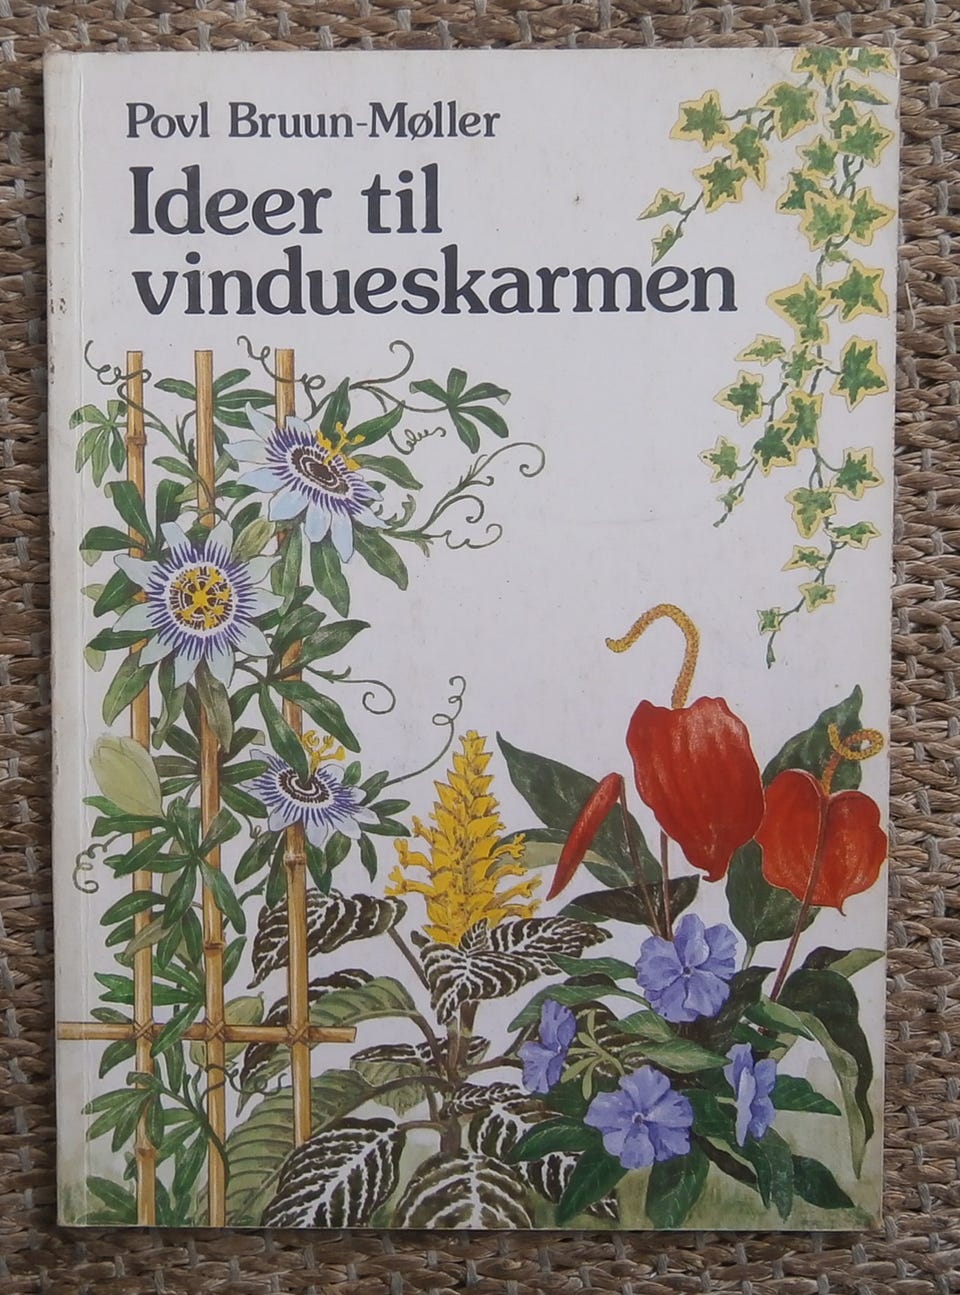 Povl Bruun-Møller
Ideer til
vindueskarmen